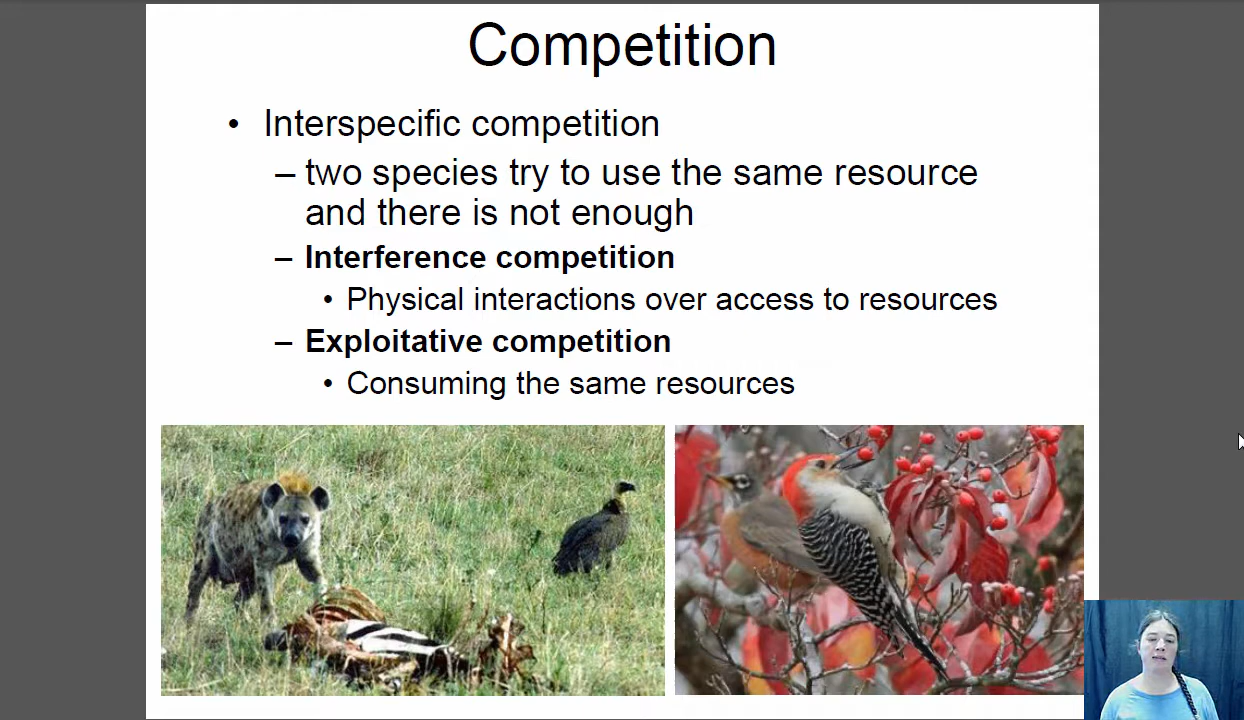 Competition
• Interspecific competition
– two species try to use the same resource
and there is not enough
– Interference competition
• Physical interactions over access to resources
– Exploitative competition
• Consuming the same resources